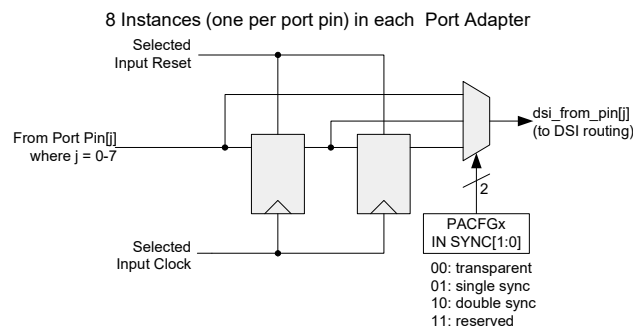 8 Instances (one per port pin) in each  Port Adapter
Selected
Input Reset
dsi_from_pin[j]
(to DSI routing)
From Port Pin[j]
where j = 0-7
2
PACFGx
IN SYNC[1:0]
Selected
Input Clock
00: transparent
01: single sync
10: double sync
11: reserved